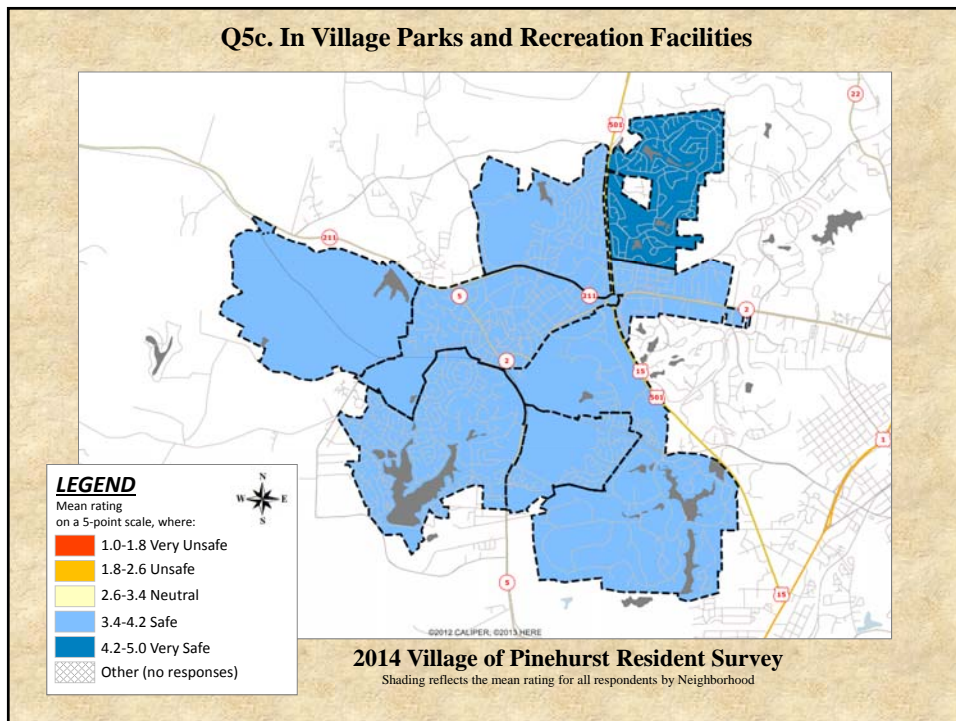 Q5c. In Village Parks and Recreation Facilities
22
501
211
5
211
2
2
15
501
1
LEGEND
Mean rating
on a 5-point scale, where:
N
W E
S
1.0-1.8 Very Unsafe
1.8-2.6 Unsafe
2.6-3.4 Neutral
3.4-4.2 Safe
4.2-5.0 Very Safe
Other (no responses)
5
15
©2012 CALIPER, ©2013 HERE
2014 Village of Pinehurst Resident Survey
Shading reflects the mean rating for all respondents by Neighborhood